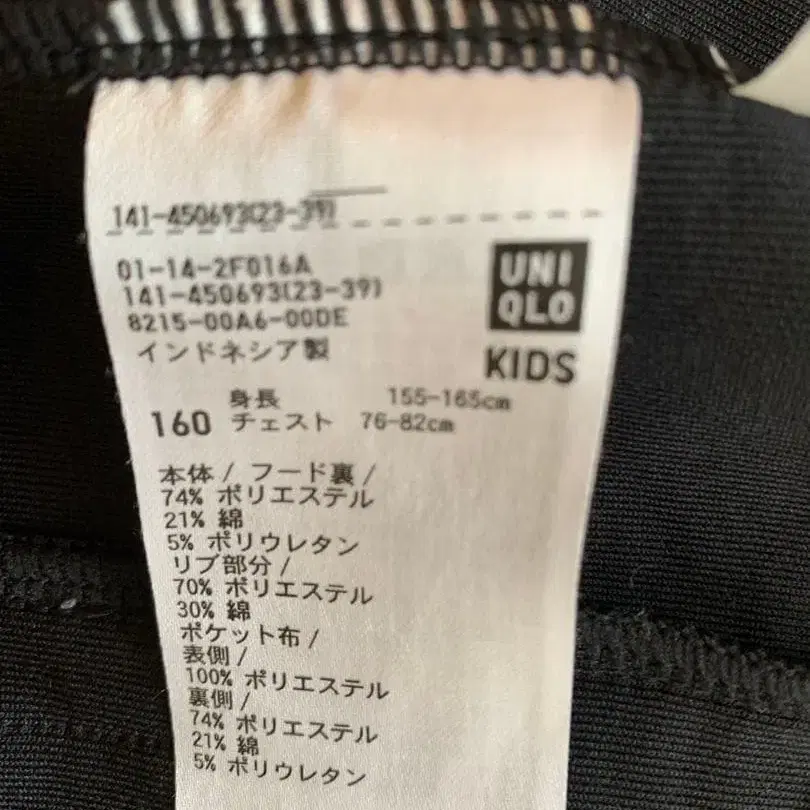 141-450693(23-39)
01-14-2F016A
141-450693(23-39)
8215-00A6-00DE
インドネシア製
UNI
QLO
KIDS
160
身長 155-165cm
チェスト 76-82cm
本体/フード裏/
74% ポリエステル
21% 綿
5% ポリウレタン
リブ部分/
70% ポリエステル
30% 綿
ポケット布/
表側/
100% ポリエステル
裏側/
74% ポリエステル
21% 綿
5% ポリウレタン